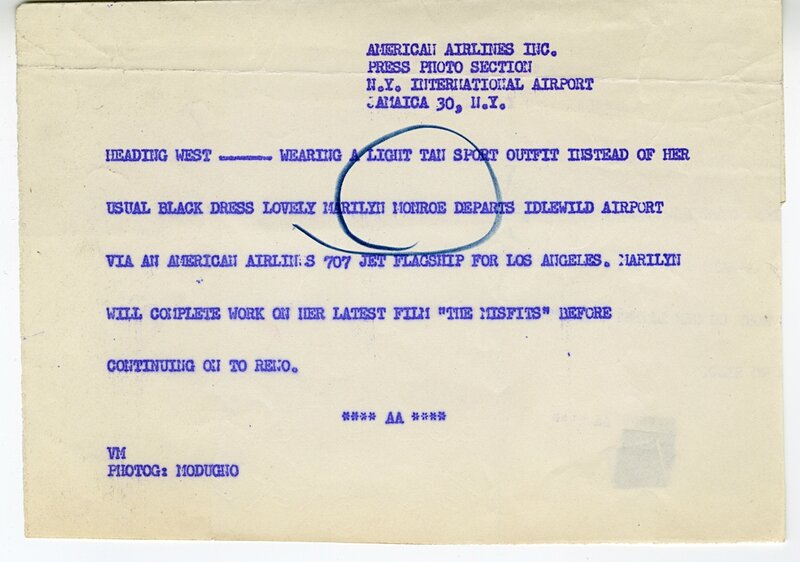 AMERICAN AIRLINES INC.
PRESS PHOTO SECTION
N.Y. INTERNATIONAL AIRPORT
JAMAICA 30, N.Y.
HEADING WEST ——— WEARING A LIGHT TAN SPORT OUTFIT INSTEAD OF HER
USUAL BLACK DRESS LOVELY MARILYN MONROE DEPARTS IDLEWILD AIRPORT
VIA AN AMERICAN AIRLINES 707 JET FLAGSHIP FOR LOS ANGELES. MARILYN
WILL COMPLETE WORK ON HER LATEST FILM "THE MISFITS" BEFORE
CONTINUING ON TO RENO.
**** AA ****
VM
PHOTOG: MODUGNO